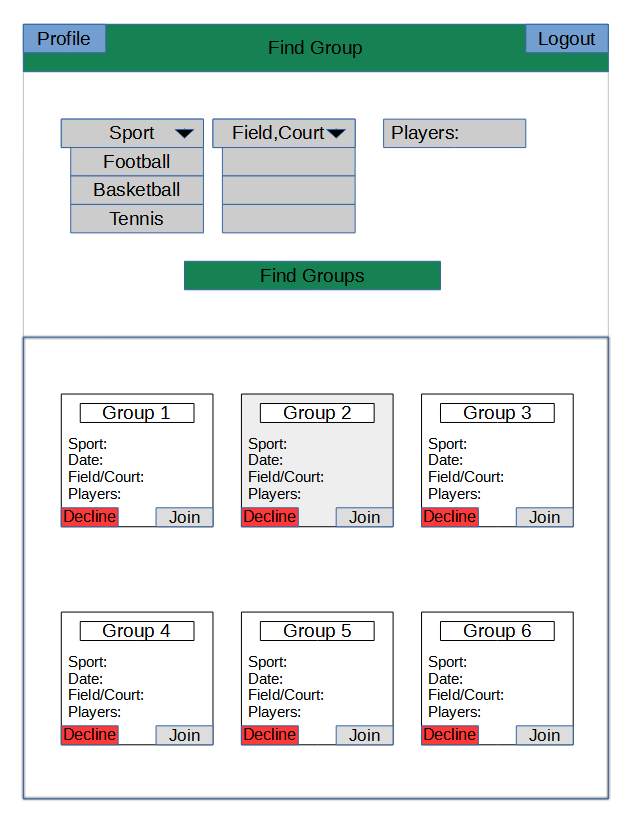 Profile
Find Group
Logout
Sport
Field,Court
Players:
Football
Basketball
Tennis
Find Groups
Group 1
Sport:
Date:
Field/Court:
Players:
Decline
Join
Group 2
Sport:
Date:
Field/Court:
Players:
Decline
Join
Group 3
Sport:
Date:
Field/Court:
Players:
Decline
Join
Group 4
Sport:
Date:
Field/Court:
Players:
Decline
Join
Group 5
Sport:
Date:
Field/Court:
Players:
Decline
Join
Group 6
Sport:
Date:
Field/Court:
Players:
Decline
Join